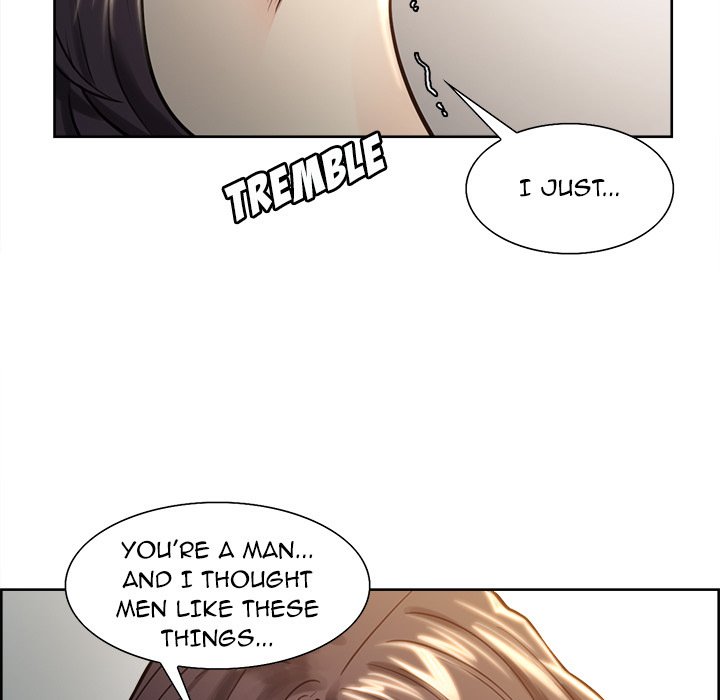 TREMBLE
I JUST...
YOU'RE A MAN...
AND I THOUGHT
MEN LIKE THESE
THINGS...